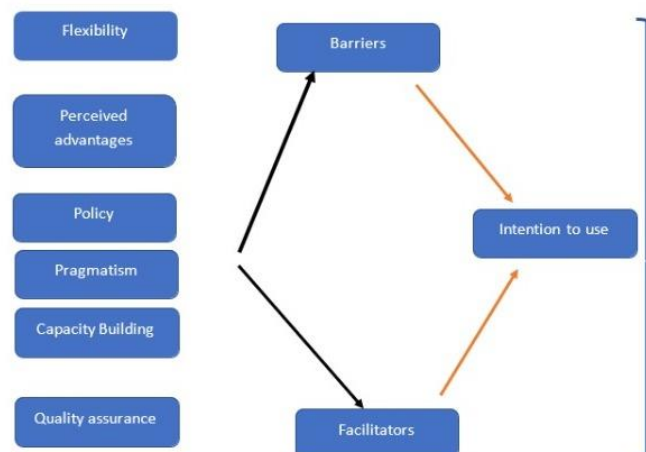 Flexibility
Barriers
Perceived
advantages
Policy
Intention to use
Pragmatism
Capacity Building
Quality assurance
Facilitators